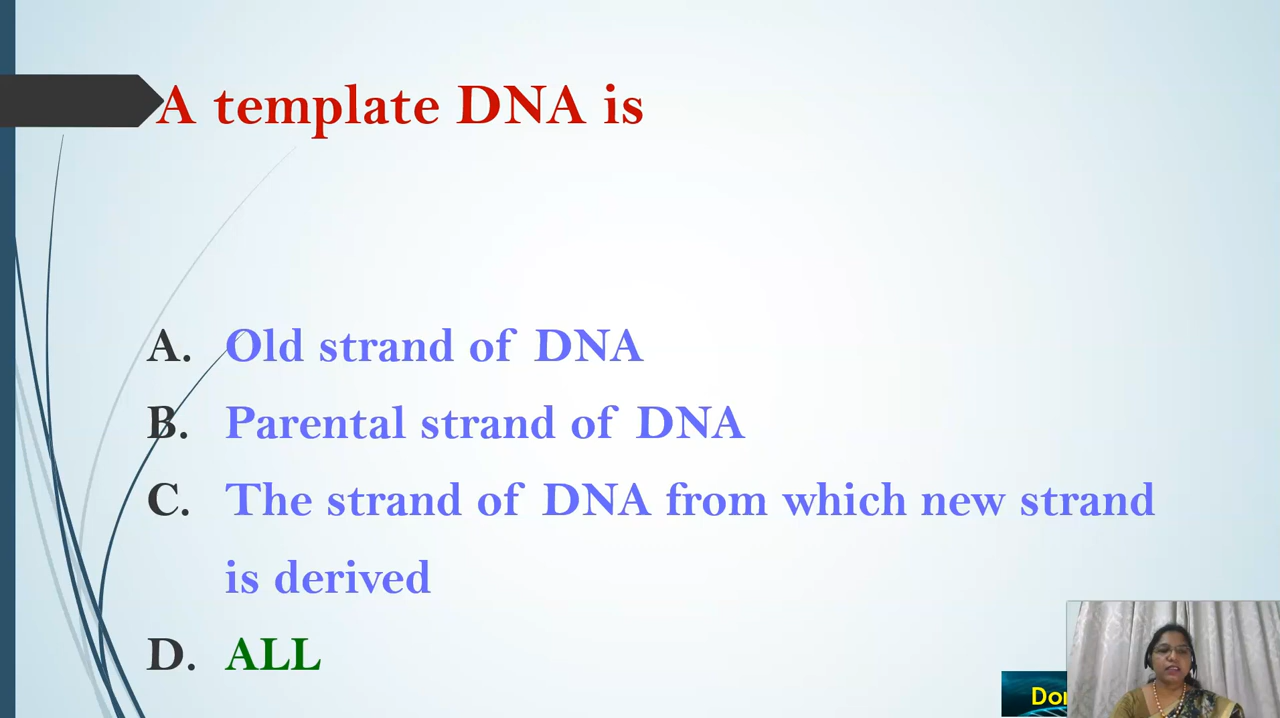 A template DNA is
A. Old strand of DNA
B. Parental strand of DNA
C. The strand of DNA from which new strand
is derived
D. ALL